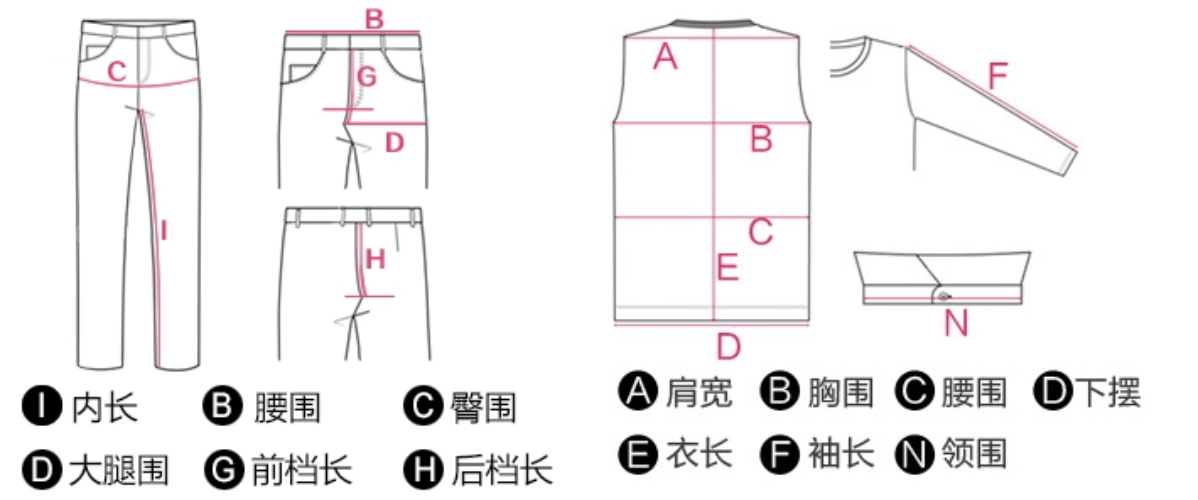 B
C
G
D
I
H
A
B
C
E
D
F
N
I 内长 B 腰围 C 臀围
D 大腿围 G 前档长 H 后档长
A 肩宽 B 胸围 C 腰围 D 下摆
E 衣长 F 袖长 N 领围